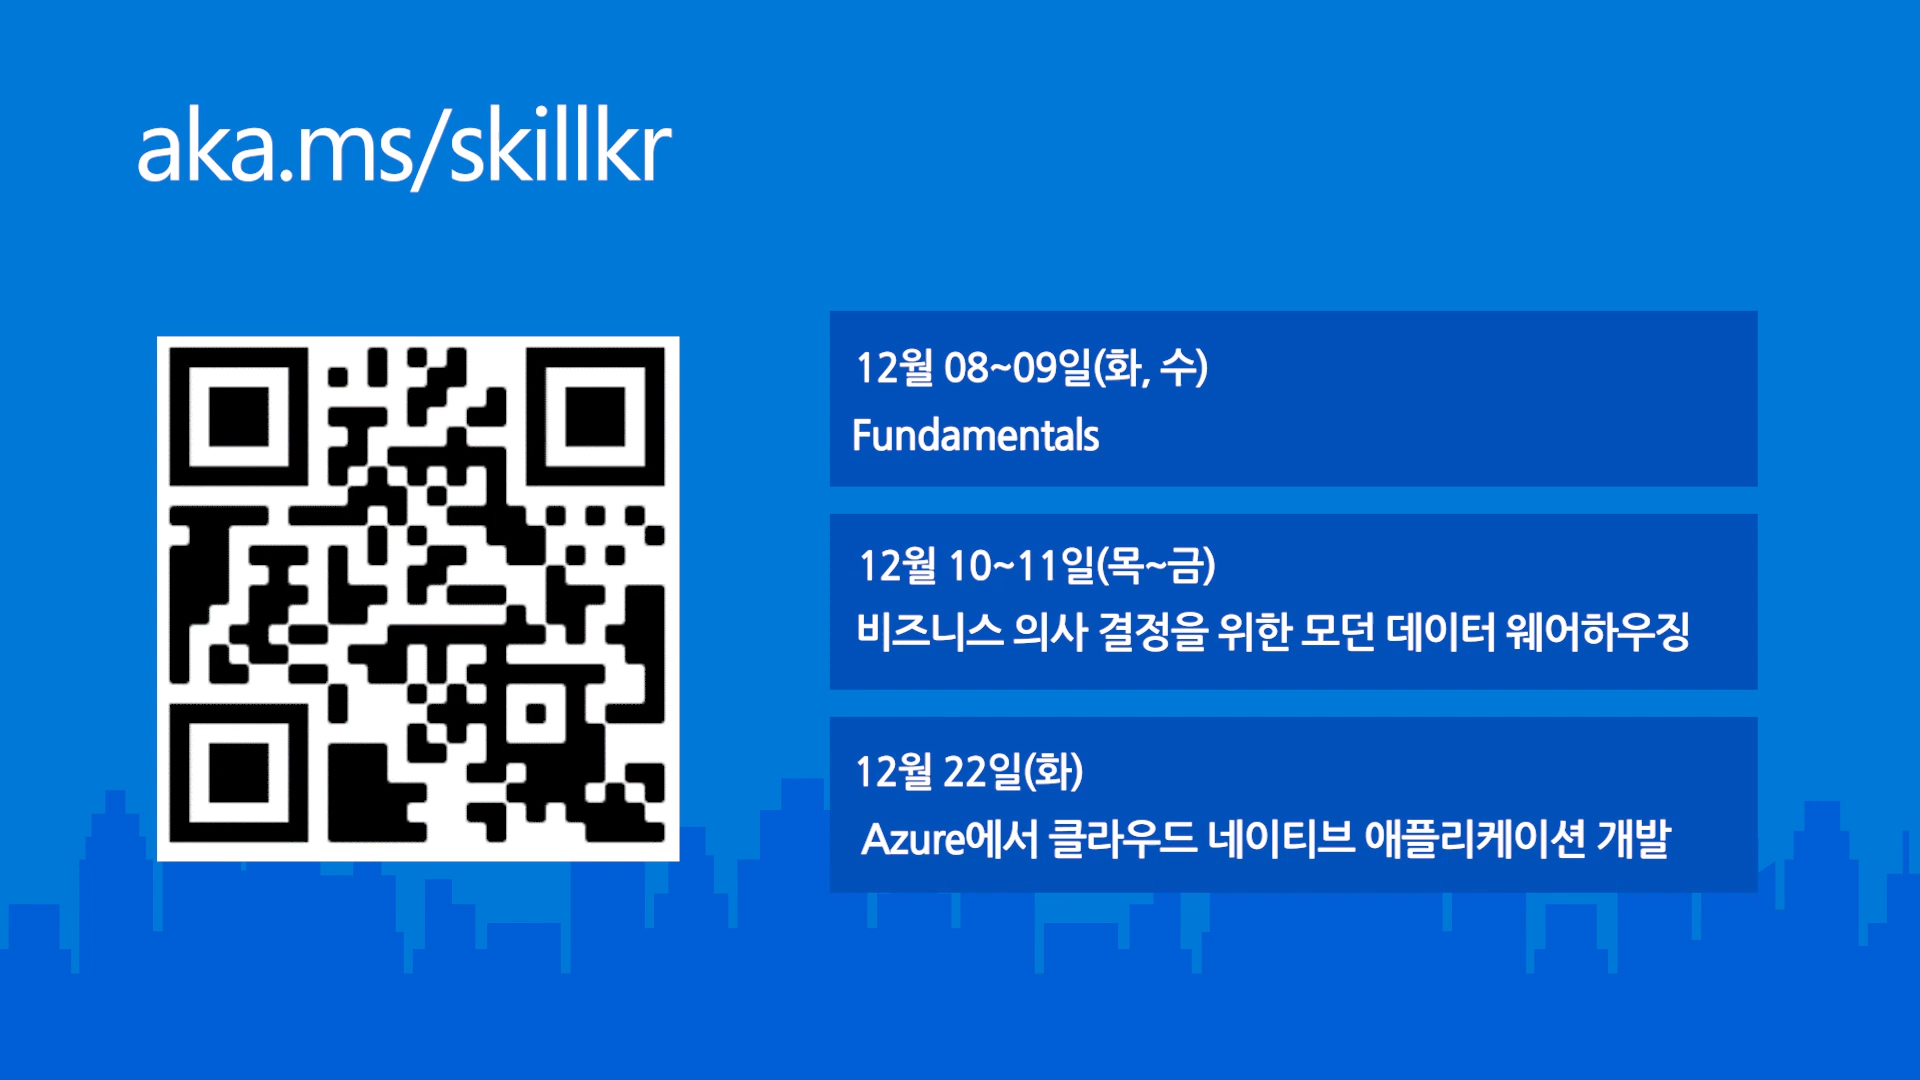 aka.ms/skillkr
12월 08~09일(화, 수)
Fundamentals
12월 10~11일(목~금)
비즈니스 의사 결정을 위한 모던 데이터 웨어하우징
12월 22일(화)
Azure에서 클라우드 네이티브 애플리케이션 개발